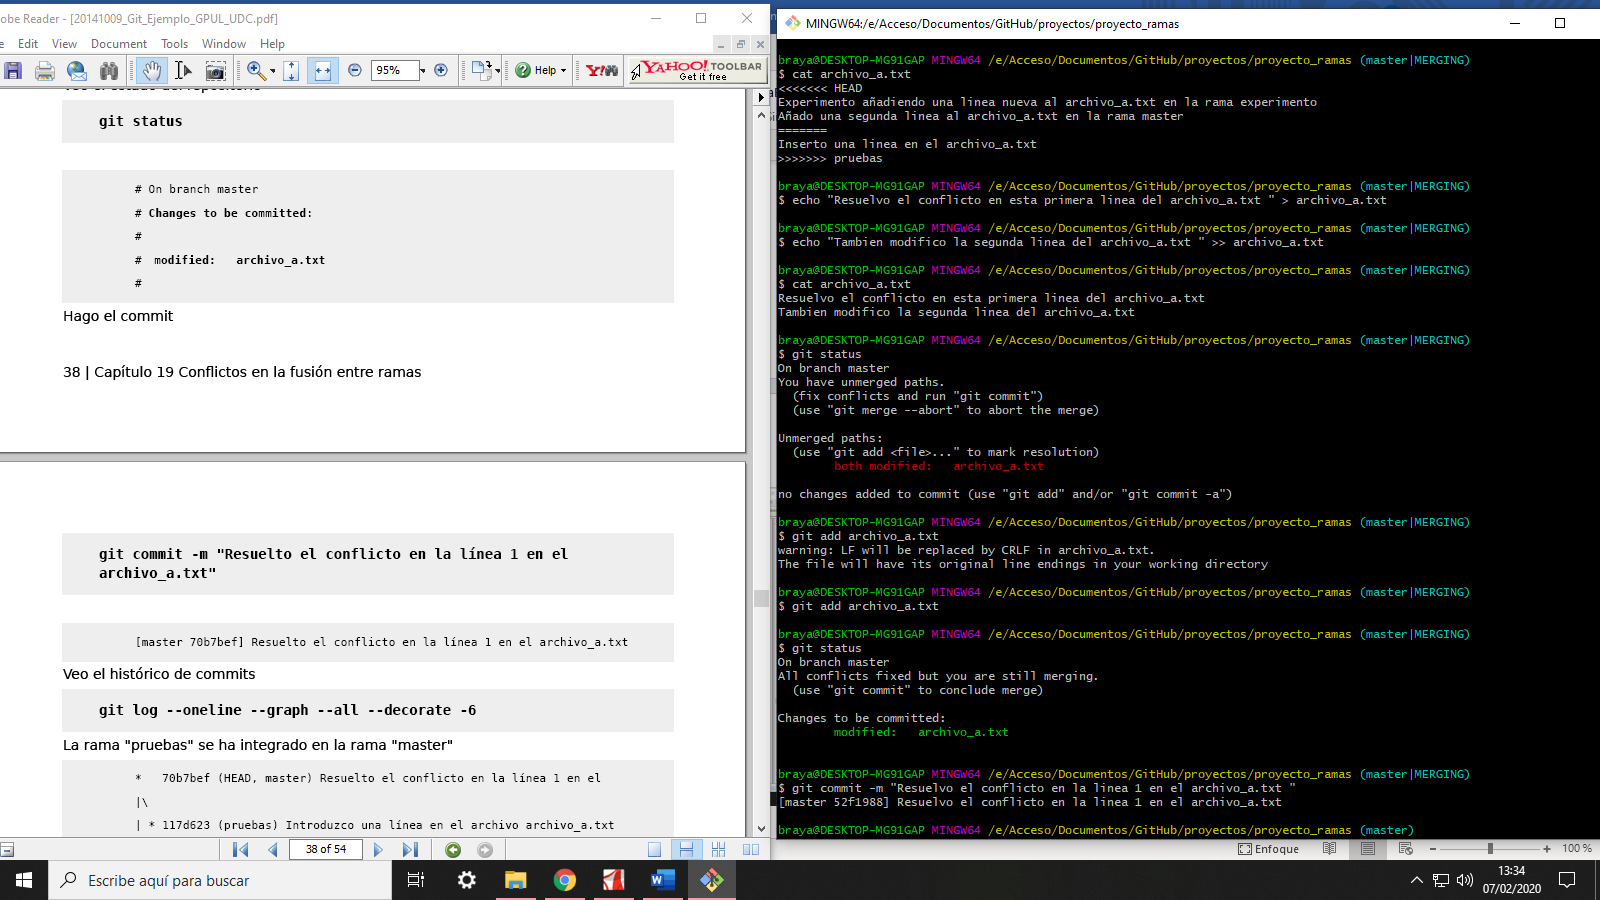 obe Reader - [20141009_Git_Ejemplo_GPUL_UDC.pdf]
e Edit View Document Tools Window Help
95% Help Y! YAHOO! TOOLBAR
Get it free
git status
# On branch master
# Changes to be committed:
#
# modified: archivo_a.txt
#
Hago el commit
38 | Capítulo 19 Conflictos en la fusión entre ramas
git commit -m "Resuelto el conflicto en la línea 1 en el
archivo_a.txt"
[master 70b7bef] Resuelto el conflicto en la línea 1 en el archivo_a.txt
Veo el histórico de commits
git log --oneline --graph --all --decorate -6
La rama "pruebas" se ha integrado en la rama "master"
* 70b7bef (HEAD, master) Resuelto el conflicto en la línea 1 en el
|\
| * 117d623 (pruebas) Introduzco una línea en el archivo archivo_a.txt
38 of 54
MINGW64:/e/Acceso/Documentos/GitHub/proyectos/proyecto_ramas
braya@DESKTOP-MG91GAP MINGW64 /e/Acceso/Documentos/GitHub/proyectos/proyecto_ramas (master|MERGING)
$ cat archivo_a.txt
<<<<<<< HEAD
Experimento añadiendo una linea nueva al archivo_a.txt en la rama experimento
Añado una segunda linea al archivo_a.txt en la rama master
=======
Inserto una linea en el archivo_a.txt
>>>>>>> pruebas
braya@DESKTOP-MG91GAP MINGW64 /e/Acceso/Documentos/GitHub/proyectos/proyecto_ramas (master|MERGING)
$ echo "Resuelvo el conflicto en esta primera linea del archivo_a.txt " > archivo_a.txt
braya@DESKTOP-MG91GAP MINGW64 /e/Acceso/Documentos/GitHub/proyectos/proyecto_ramas (master|MERGING)
$ echo "Tambien modifico la segunda linea del archivo_a.txt " >> archivo_a.txt
braya@DESKTOP-MG91GAP MINGW64 /e/Acceso/Documentos/GitHub/proyectos/proyecto_ramas (master|MERGING)
$ cat archivo_a.txt
Resuelvo el conflicto en esta primera linea del archivo_a.txt
Tambien modifico la segunda linea del archivo_a.txt
braya@DESKTOP-MG91GAP MINGW64 /e/Acceso/Documentos/GitHub/proyectos/proyecto_ramas (master|MERGING)
$ git status
On branch master
You have unmerged paths.
(fix conflicts and run "git commit")
(use "git merge --abort" to abort the merge)
Unmerged paths:
(use "git add <file>..." to mark resolution)
both modified: archivo_a.txt
no changes added to commit (use "git add" and/or "git commit -a")
braya@DESKTOP-MG91GAP MINGW64 /e/Acceso/Documentos/GitHub/proyectos/proyecto_ramas (master|MERGING)
$ git add archivo_a.txt
warning: LF will be replaced by CRLF in archivo_a.txt.
The file will have its original line endings in your working directory
braya@DESKTOP-MG91GAP MINGW64 /e/Acceso/Documentos/GitHub/proyectos/proyecto_ramas (master|MERGING)
$ git add archivo_a.txt
braya@DESKTOP-MG91GAP MINGW64 /e/Acceso/Documentos/GitHub/proyectos/proyecto_ramas (master|MERGING)
$ git status
On branch master
All conflicts fixed but you are still merging.
(use "git commit" to conclude merge)
Changes to be committed:
modified: archivo_a.txt
braya@DESKTOP-MG91GAP MINGW64 /e/Acceso/Documentos/GitHub/proyectos/proyecto_ramas (master|MERGING)
$ git commit -m "Resuelvo el conflicto en la linea 1 en el archivo_a.txt "
[master 52f1988] Resuelvo el conflicto en la linea 1 en el archivo_a.txt
braya@DESKTOP-MG91GAP MINGW64 /e/Acceso/Documentos/GitHub/proyectos/proyecto_ramas (master)
Enfoque 100 %
Escribe aquí para buscar
13:34
07/02/2020